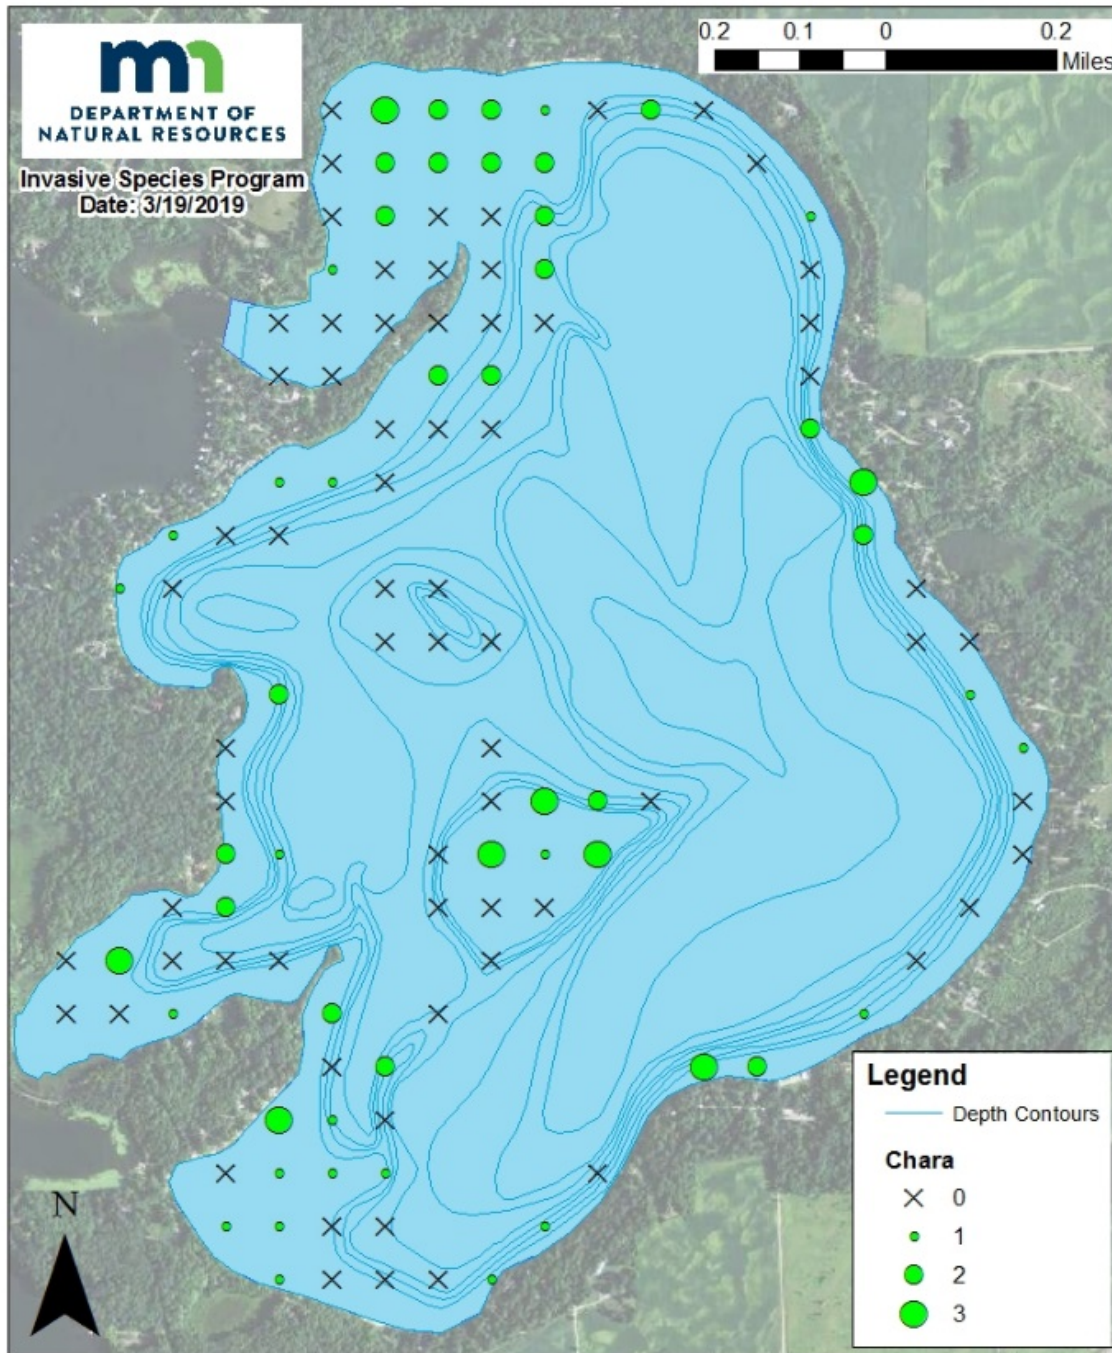 DEPARTMENT OF
NATURAL RESOURCES
Invasive Species Program
Date: 3/19/2019
0.2 0.1 0 0.2
Miles
N
Legend
Depth Contours
Chara
0
1
2
3